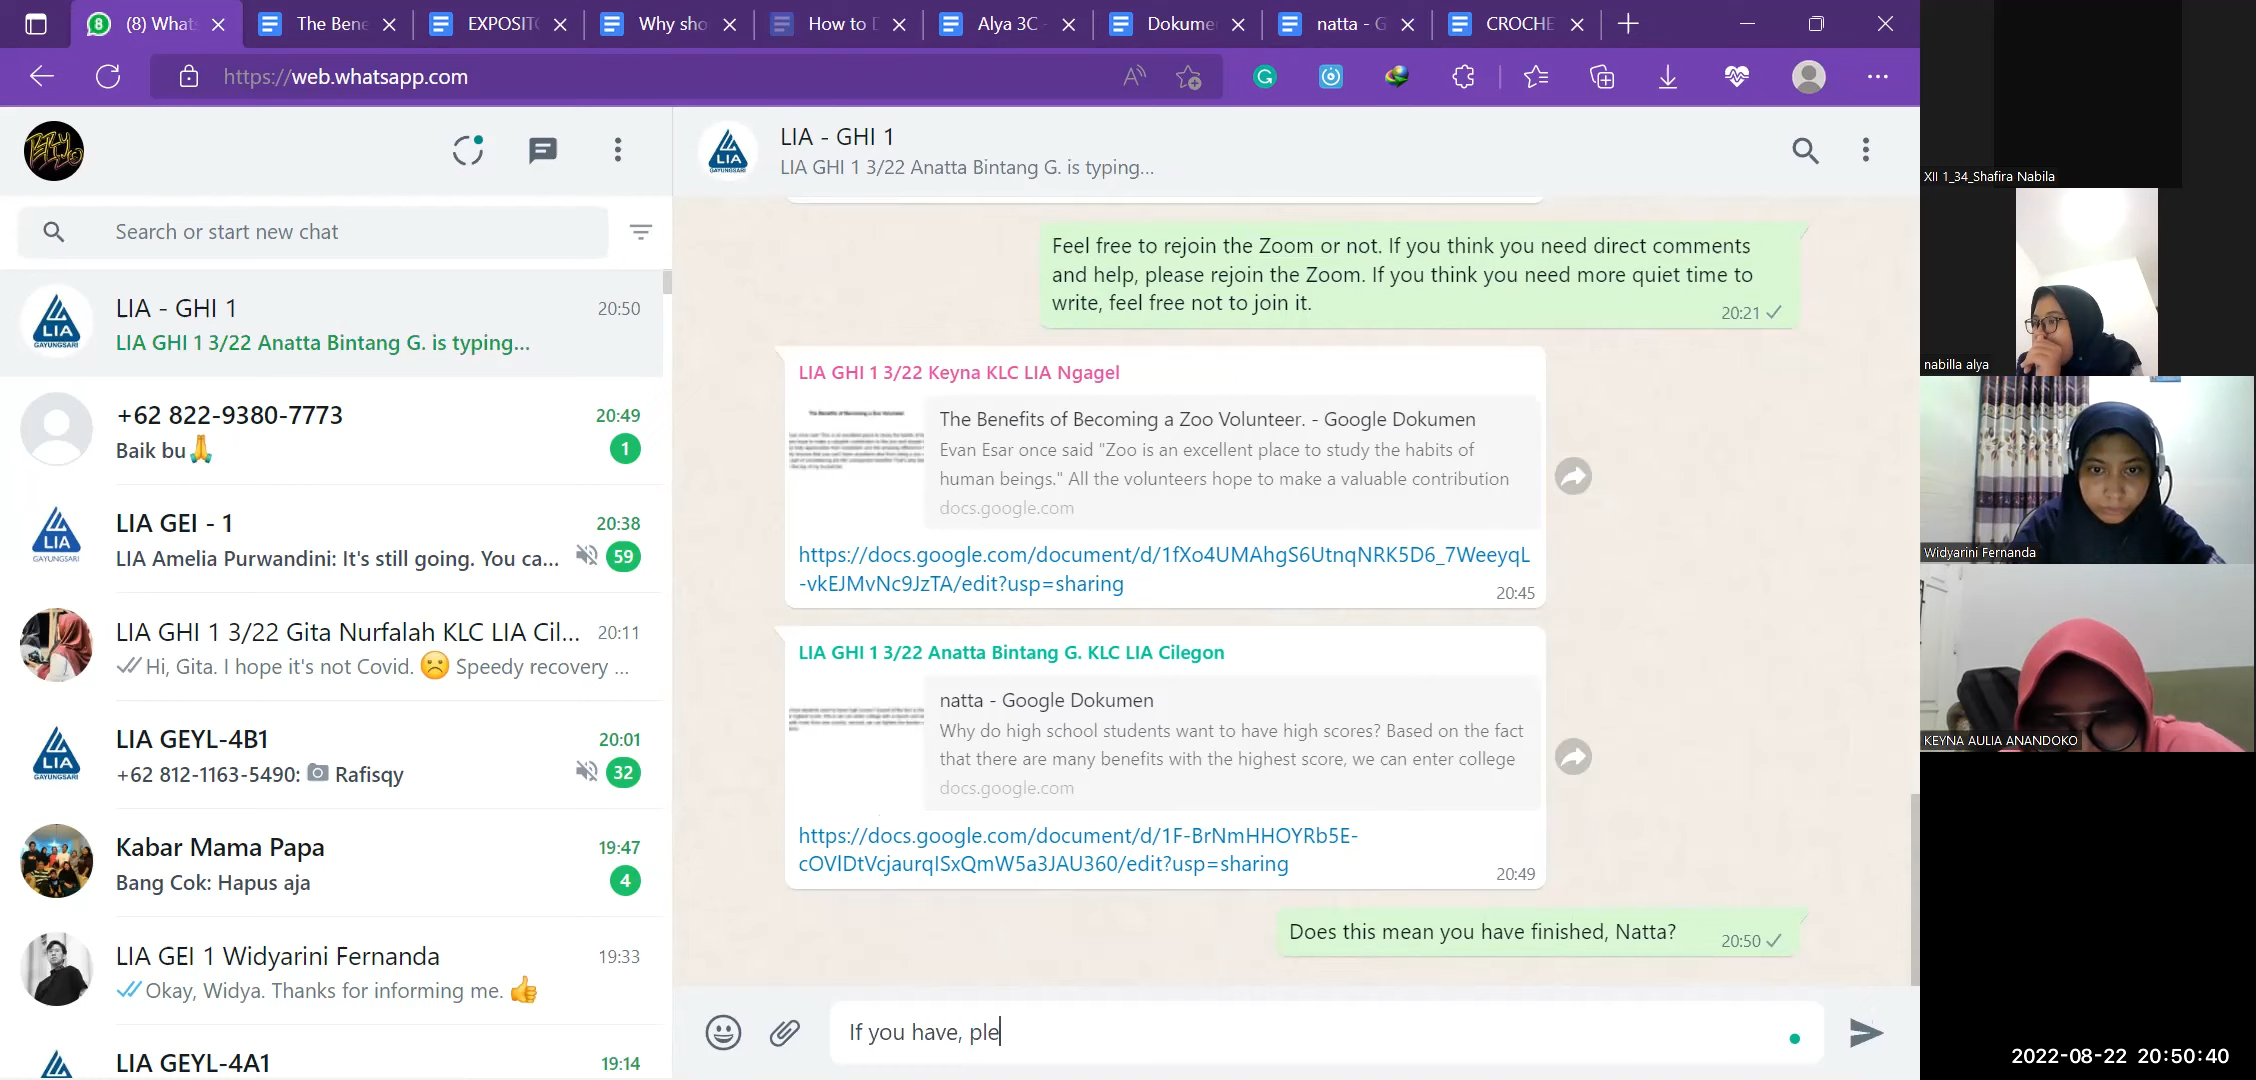 (8) Whats
The Bene
EXPOSIT
Why sho
How to D
Alya 3C -
Dokume
natta - G
CROCHE
https://web.whatsapp.com
Search or start new chat
LIA - GHI 1
20:50
LIA GHI 1 3/22 Anatta Bintang G. is typing...
+62 822-9380-7773
20:49
Baik bu🙏
1
LIA GEI - 1
20:38
LIA Amelia Purwandini: It's still going. You ca...
59
LIA GHI 1 3/22 Gita Nurfalah KLC LIA Cil...
20:11
Hi, Gita. I hope it's not Covid. ☹️ Speedy recovery ...
LIA GEYL-4B1
20:01
+62 812-1163-5490: 📷 Rafisqy
32
Kabar Mama Papa
19:47
Bang Cok: Hapus aja
4
LIA GEI 1 Widyarini Fernanda
19:33
Okay, Widya. Thanks for informing me. 👍
LIA GEYL-4A1
19:14
LIA
GAYUNGSARI
LIA - GHI 1
LIA GHI 1 3/22 Anatta Bintang G. is typing...
Feel free to rejoin the Zoom or not. If you think you need direct comments
and help, please rejoin the Zoom. If you think you need more quiet time to
write, feel free not to join it.
20:21
LIA GHI 1 3/22 Keyna KLC LIA Ngagel
The Benefits of Becoming a Zoo Volunteer. - Google Dokumen
Evan Esar once said "Zoo is an excellent place to study the habits of
human beings." All the volunteers hope to make a valuable contribution
docs.google.com
https://docs.google.com/document/d/1fXo4UMAhgS6UtnqNRK5D6_7WeeyqL
-vkEJMvNc9JzTA/edit?usp=sharing
20:45
LIA GHI 1 3/22 Anatta Bintang G. KLC LIA Cilegon
natta - Google Dokumen
Why do high school students want to have high scores? Based on the fact
that there are many benefits with the highest score, we can enter college
docs.google.com
https://docs.google.com/document/d/1F-BrNmHHOYRb5E-
cOVlDtVcjaurqISxQmW5a3JAU360/edit?usp=sharing
20:49
Does this mean you have finished, Natta?
20:50
If you have, ple
XII 1_34_Shafira Nabila
nabilla alya
Widyarini Fernanda
KEYNA AULIA ANANDOKO
2022-08-22 20:50:40